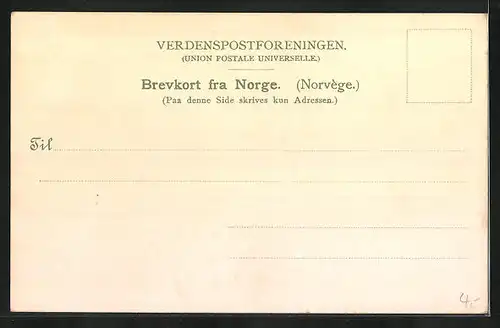 VERDENSPOSTFORENINGEN.
(UNION POSTALE UNIVERSELLE.)
Brevkort fra Norge. (Norvège.)
(Paa denne Side skrives kun Adressen.)
Til
4,-